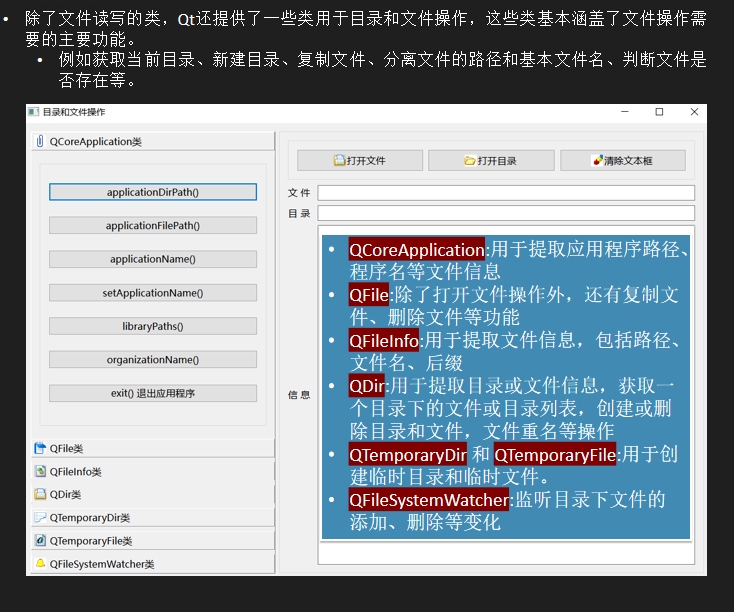 • 除了文件读写的类，Qt还提供了一些类用于目录和文件操作，这些类基本涵盖了文件操作需
要的主要功能。
• 例如获取当前目录、新建目录、复制文件、分离文件的路径和基本文件名、判断文件是
否存在等。
目录和文件操作
QCoreApplication类
applicationDirPath()
applicationFilePath()
applicationName()
setApplicationName()
libraryPaths()
organizationName()
exit() 退出应用程序
QFile类
QFileInfo类
QDir类
QTemporaryDir类
QTemporaryFile类
QFileSystemWatcher类
打开文件 打开目录 清除文本框
文件
目录
信息
• QCoreApplication:用于提取应用程序路径、
程序名等文件信息
• QFile:除了打开文件操作外，还有复制文
件、删除文件等功能
• QFileInfo:用于提取文件信息，包括路径、
文件名、后缀
• QDir:用于提取目录或文件信息，获取一
个目录下的文件或目录列表，创建或删
除目录和文件，文件重名等操作
• QTemporaryDir 和 QTemporaryFile:用于创
建临时目录和临时文件。
• QFileSystemWatcher:监听目录下文件的
添加、删除等变化